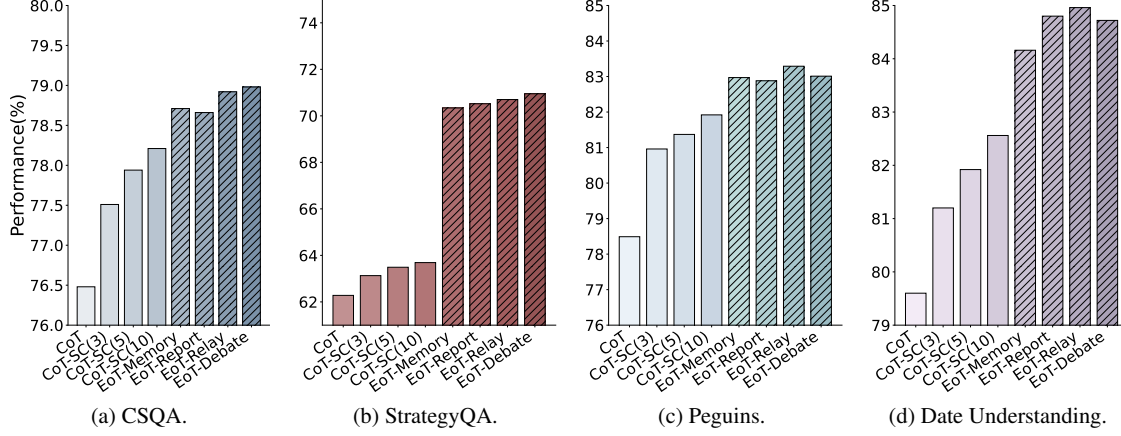 Performance(%)
80.0
79.5
79.0
78.5
78.0
77.5
77.0
76.5
76.0
CoT
CoT-SC(3)
CoT-SC(5)
CoT-SC(10)
EoT-Memory
EoT-Report
EoT-Relay
EoT-Debate
(a) CSQA.
74
72
70
68
66
64
62
CoT
CoT-SC(3)
CoT-SC(5)
CoT-SC(10)
EoT-Memory
EoT-Report
EoT-Relay
EoT-Debate
(b) StrategyQA.
85
84
83
82
81
80
79
78
77
76
CoT
CoT-SC(3)
CoT-SC(5)
CoT-SC(10)
EoT-Memory
EoT-Report
EoT-Relay
EoT-Debate
(c) Peguins.
85
84
83
82
81
80
79
CoT
CoT-SC(3)
CoT-SC(5)
CoT-SC(10)
EoT-Memory
EoT-Report
EoT-Relay
EoT-Debate
(d) Date Understanding.